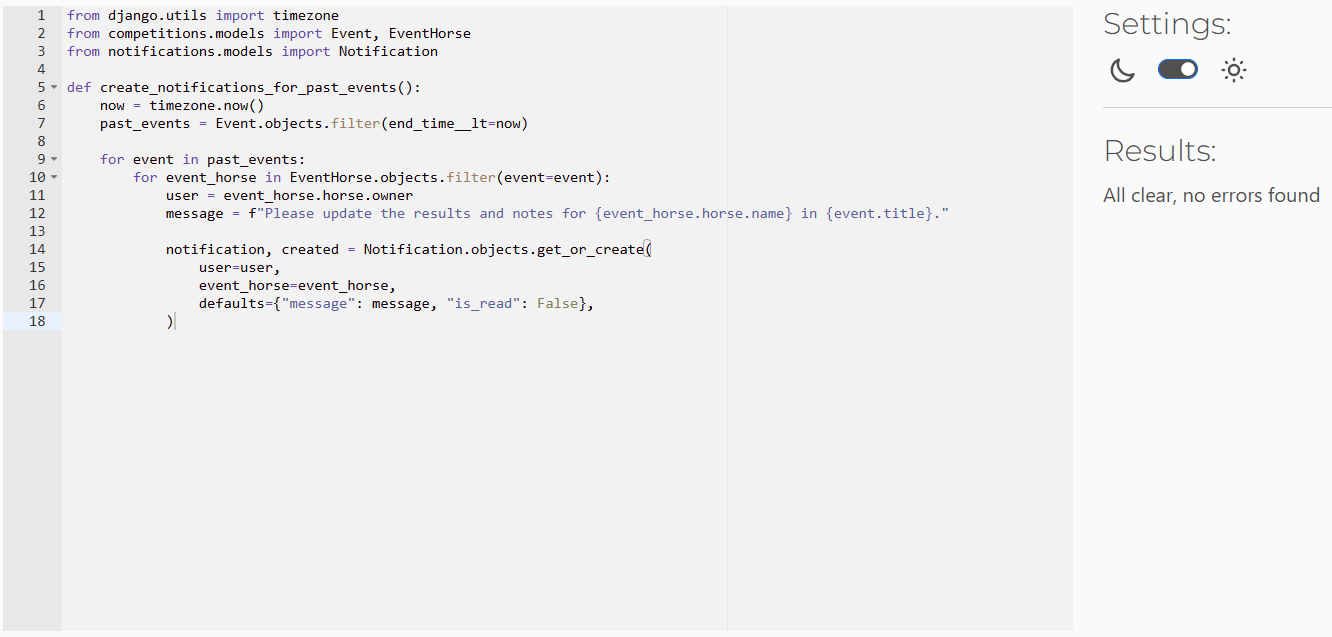 1 from django.utils import timezone
2 from competitions.models import Event, EventHorse
3 from notifications.models import Notification
4
5 def create_notifications_for_past_events():
6     now = timezone.now()
7     past_events = Event.objects.filter(end_time__lt=now)
8
9     for event in past_events:
10         for event_horse in EventHorse.objects.filter(event=event):
11             user = event_horse.horse.owner
12             message = f"Please update the results and notes for {event_horse.horse.name} in {event.title}."
13
14             notification, created = Notification.objects.get_or_create(
15                 user=user,
16                 event_horse=event_horse,
17                 defaults={"message": message, "is_read": False},
18             )
Settings:
Results:
All clear, no errors found